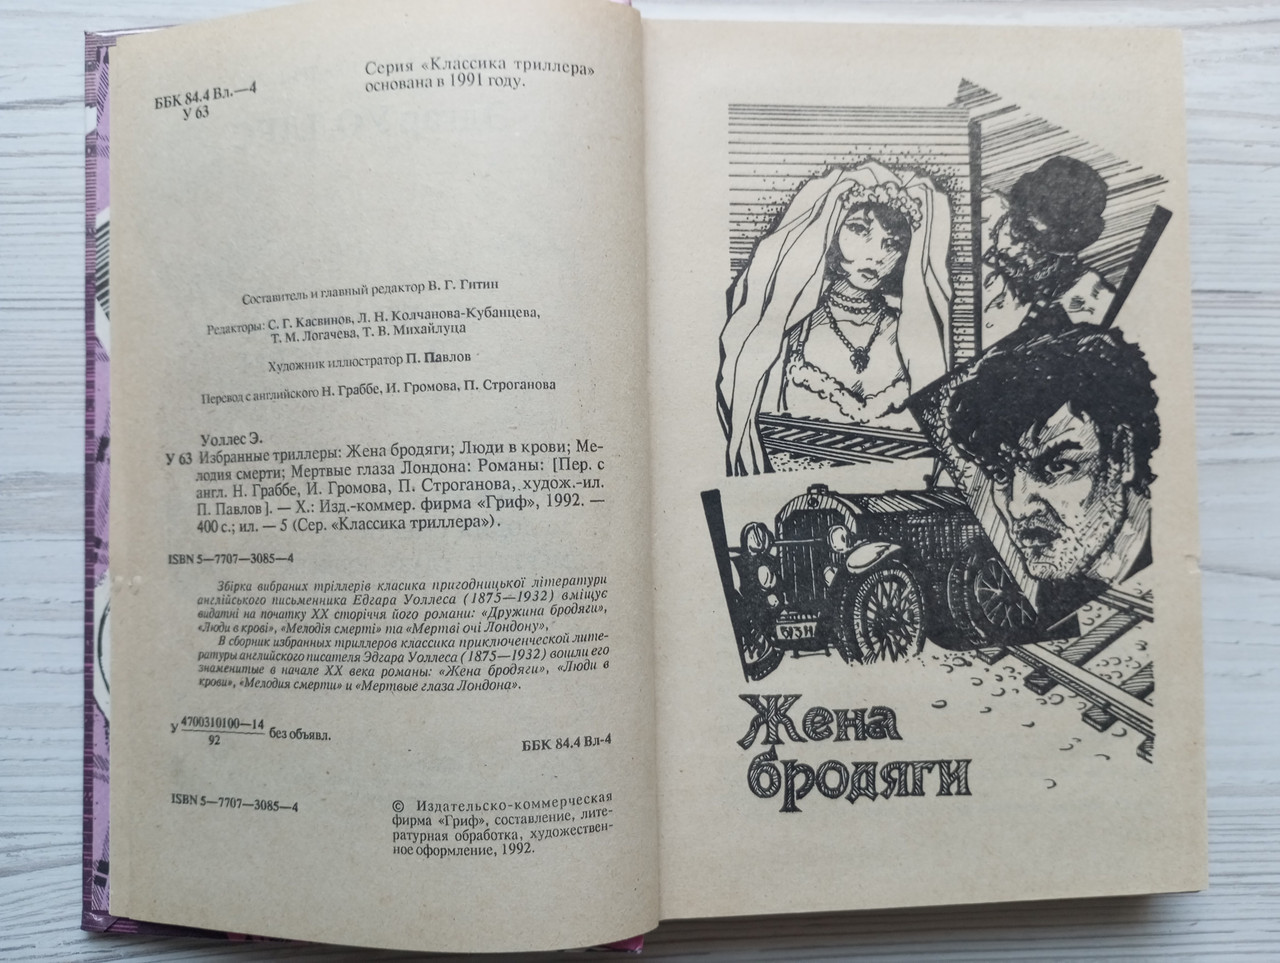 ББК 84.4 Вл.—4
У 63
Серия «Классика триллера»
основана в 1991 году.
Составитель и главный редактор В. Г. Гитин
Редакторы: С. Г. Касвинов, Л. Н. Колчанова-Кубанцева,
Т. М. Логачева, Т. В. Михайлуца
Художник иллюстратор П. Павлов
Перевод с английского Н. Граббе, И. Громова, П. Строганова
Уоллес Э.
У 63 Избранные триллеры: Жена бродяги; Люди в крови; Ме-
лодия смерти; Мертвые глаза Лондона: Романы: [Пер. с
англ. Н. Граббе, И. Громова, П. Строганова, худож.-ил.
П. Павлов]. — Х.: Изд.-коммер. фирма «Гриф», 1992. —
400 с.; ил. — 5 (Сер. «Классика триллера»).
ISBN 5—7707—3085—4
Збірка вибраних тріллерів класика пригодницької літератури
англійського письменника Едгара Уоллеса (1875—1932) вміщує
видатні на початку XX сторіччя його романи: «Дружина бродяги»,
«Люди в крові», «Мелодія смерті» та «Мертві очі Лондону».
В сборник избранных триллеров классика приключенческой лите-
ратуры английского писателя Эдгара Уоллеса (1875—1932) вошли его
знаменитые в начале XX века романы: «Жена бродяги», «Люди в
крови», «Мелодия смерти» и «Мертвые глаза Лондона».
У 4700310100—14
92 без объявл.
ББК 84.4 Вл-4
ISBN 5—7707—3085—4
© Издательско-коммерческая
фирма «Гриф», составление, лите-
ратурная обработка, художествен-
ное оформление, 1992.
Жена
бродяги